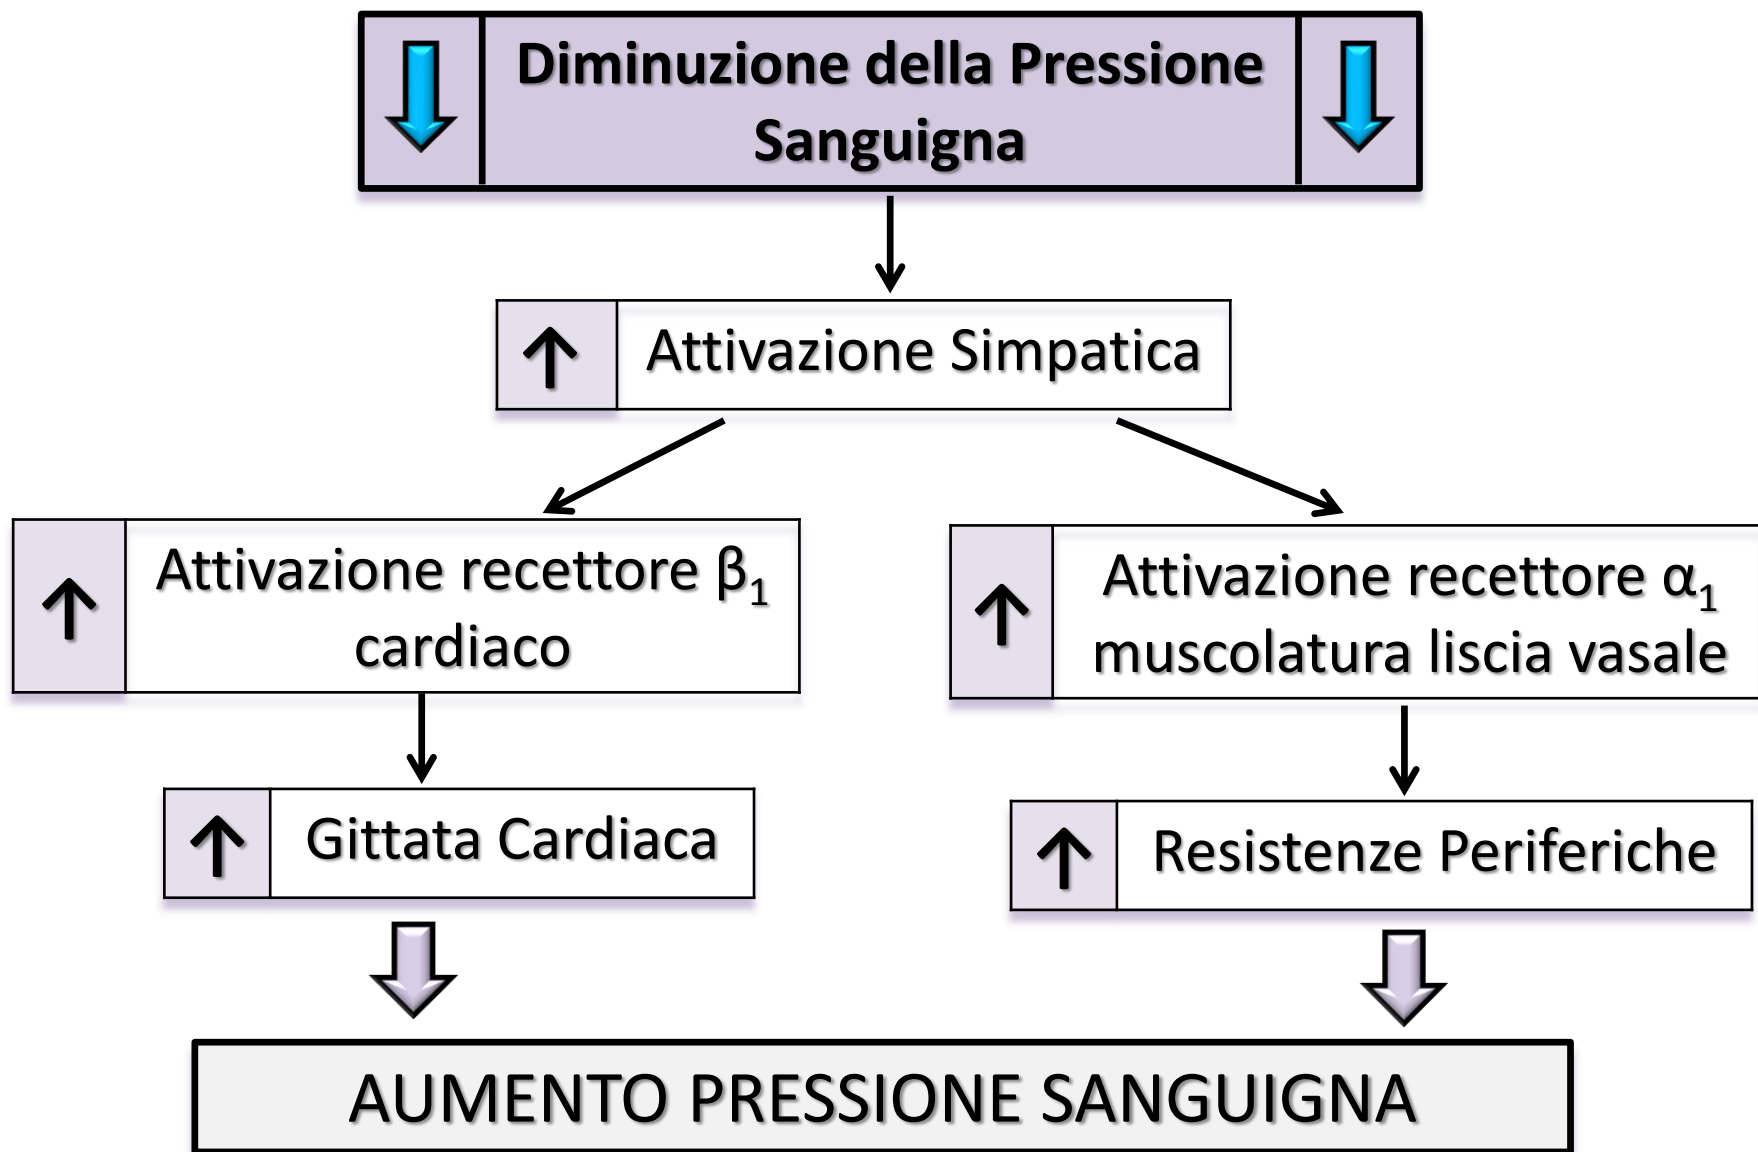 Diminuzione della Pressione
Sanguigna
↑ Attivazione Simpatica
↑ Attivazione recettore β₁
cardiaco
↑ Attivazione recettore α₁
muscolatura liscia vasale
↑ Gittata Cardiaca
↑ Resistenze Periferiche
AUMENTO PRESSIONE SANGUIGNA